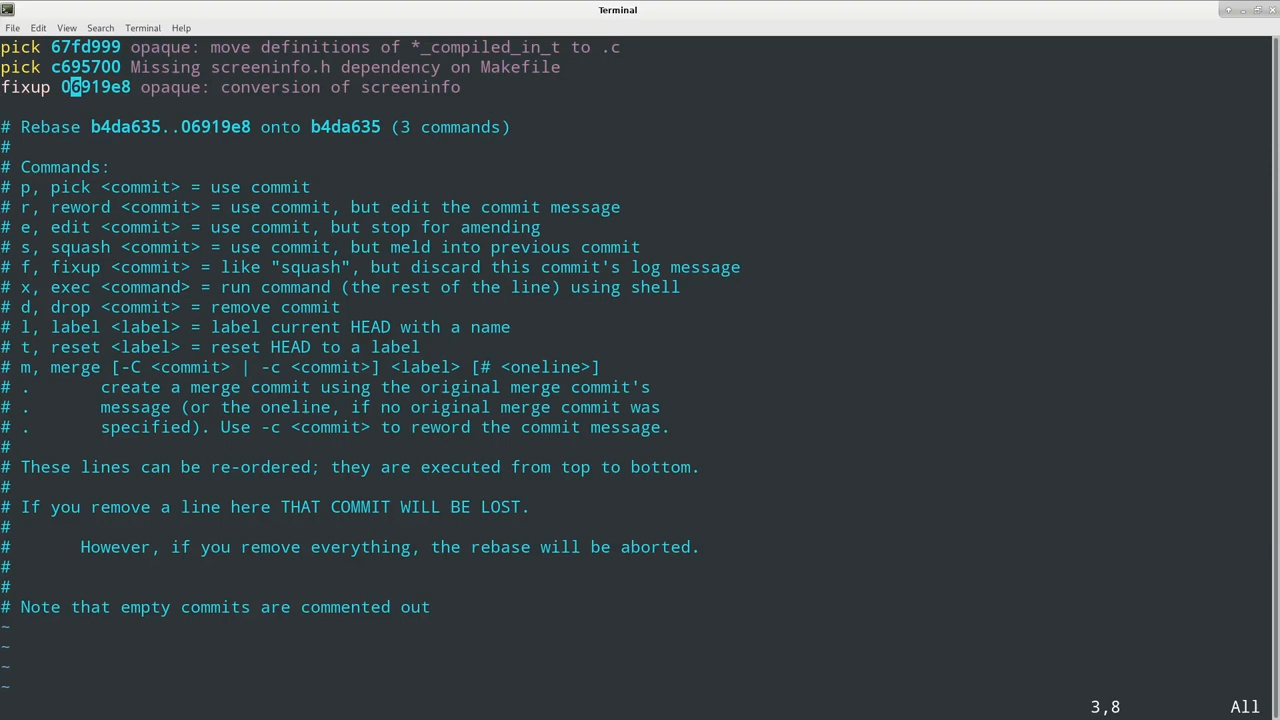 Terminal
File Edit View Search Terminal Help
pick 67fd999 opaque: move definitions of *_compiled_in_t to .c
pick c695700 Missing screeninfo.h dependency on Makefile
fixup 06919e8 opaque: conversion of screeninfo
# Rebase b4da635..06919e8 onto b4da635 (3 commands)
#
# Commands:
# p, pick <commit> = use commit
# r, reword <commit> = use commit, but edit the commit message
# e, edit <commit> = use commit, but stop for amending
# s, squash <commit> = use commit, but meld into previous commit
# f, fixup <commit> = like "squash", but discard this commit's log message
# x, exec <command> = run command (the rest of the line) using shell
# d, drop <commit> = remove commit
# l, label <label> = label current HEAD with a name
# t, reset <label> = reset HEAD to a label
# m, merge [-C <commit> | -c <commit>] <label> [# <oneline>]
# .       create a merge commit using the original merge commit's
# .       message (or the oneline, if no original merge commit was
# .       specified). Use -c <commit> to reword the commit message.
#
# These lines can be re-ordered; they are executed from top to bottom.
#
# If you remove a line here THAT COMMIT WILL BE LOST.
#
#       However, if you remove everything, the rebase will be aborted.
#
#
# Note that empty commits are commented out
~
~
~
~
3,8 All